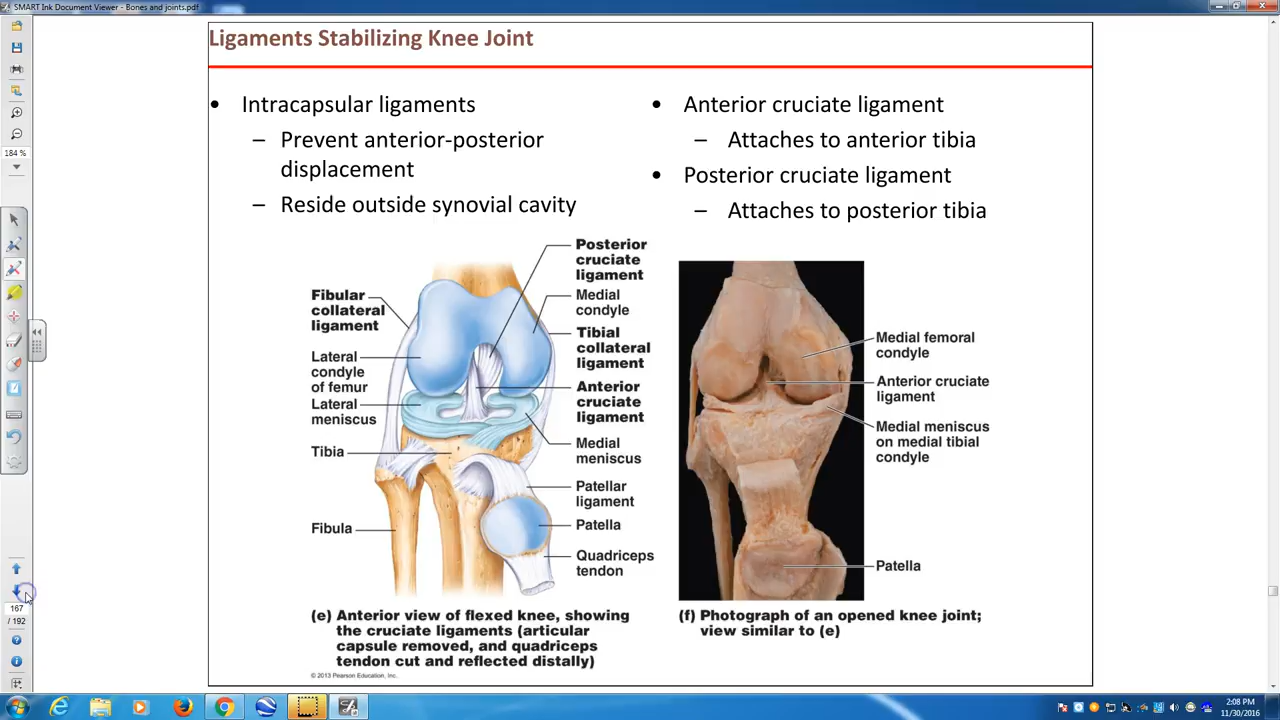 SMART Ink Document Viewer - Bones and joints.pdf
184 %
167
/ 192
Ligaments Stabilizing Knee Joint
• Intracapsular ligaments
– Prevent anterior-posterior
displacement
– Reside outside synovial cavity
• Anterior cruciate ligament
– Attaches to anterior tibia
• Posterior cruciate ligament
– Attaches to posterior tibia
Posterior
cruciate
ligament
Fibular
collateral
ligament
Medial
condyle
Tibial
collateral
ligament
Lateral
condyle
of femur
Anterior
cruciate
ligament
Lateral
meniscus
Medial
meniscus
Tibia
Patellar
ligament
Patella
Fibula
Quadriceps
tendon
(e) Anterior view of flexed knee, showing
the cruciate ligaments (articular
capsule removed, and quadriceps
tendon cut and reflected distally)
© 2013 Pearson Education, Inc.
Medial femoral
condyle
Anterior cruciate
ligament
Medial meniscus
on medial tibial
condyle
Patella
(f) Photograph of an opened knee joint;
view similar to (e)
2:08 PM
11/30/2016